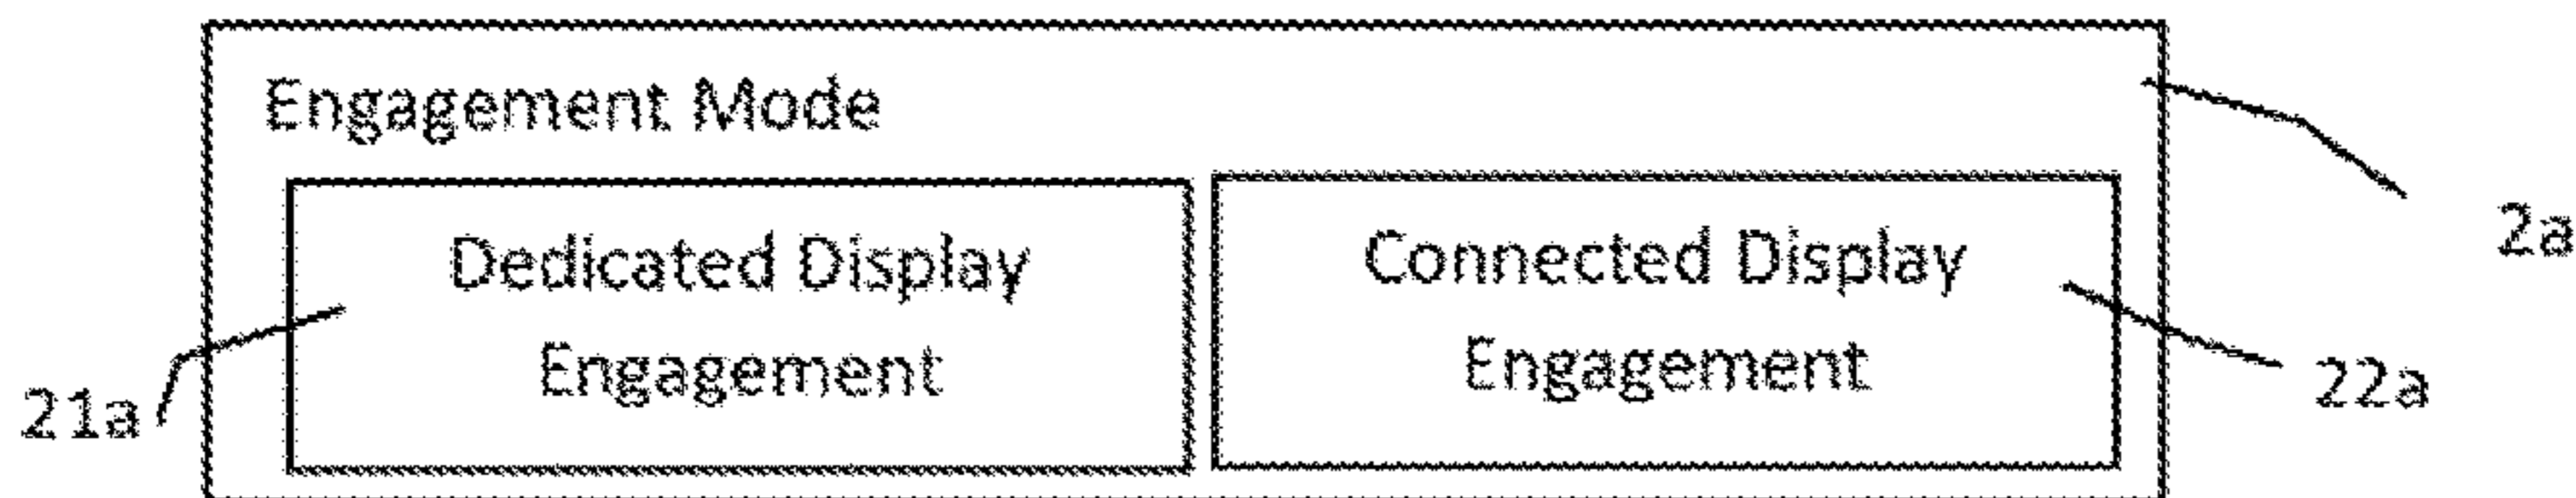 Engagement Mode
Dedicated Display
Engagement
Connected Display
Engagement
2a
21a
22a